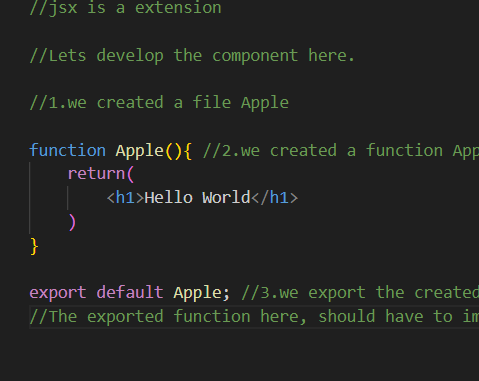 //jsx is a extension
//Lets develop the component here.
//1.we created a file Apple
function Apple(){ //2.we created a function App
return(
<h1>Hello World</h1>
)
}
export default Apple; //3.we export the created
//The exported function here, should have to im